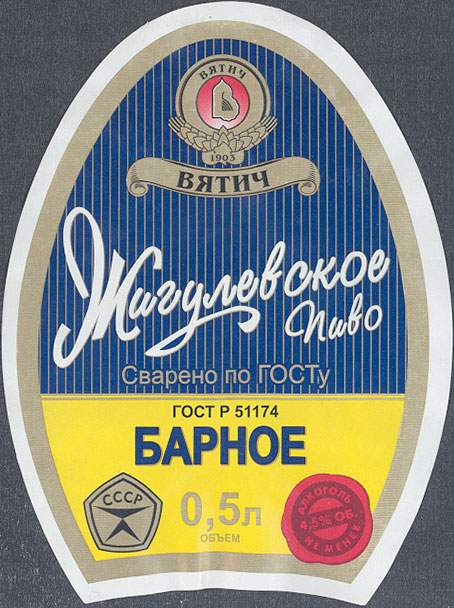 ВЯТИЧ
В
1903
ВЯТИЧ
Жигулевское
пиво
Сварено по ГОСТу
ГОСТ Р 51174
БАРНОЕ
СССР
0,5л
ОБЪЕМ
АЛКОГОЛЬ
4,5% ОБ.
НЕ МЕНЕЕ